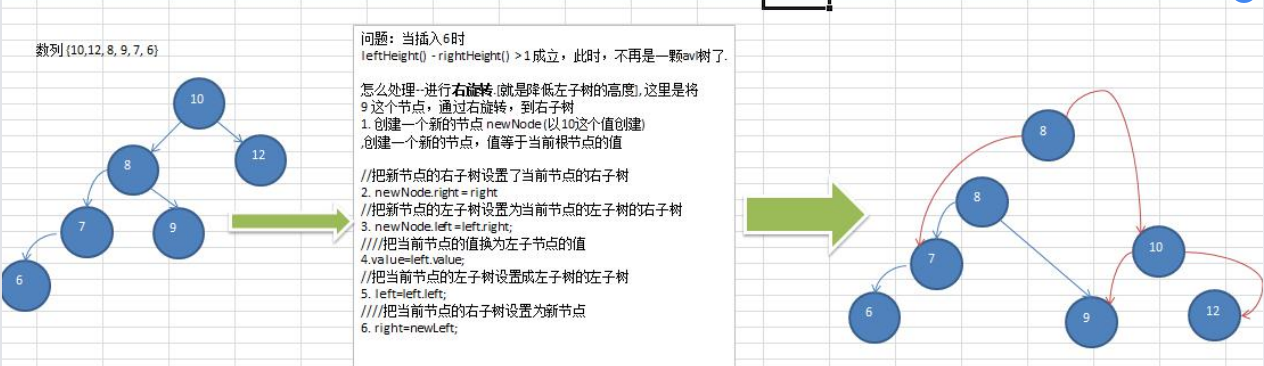 数列 {10,12, 8, 9, 7, 6}
10
8
12
7
9
6
问题：当插入6时
leftHeight() - rightHeight() >1成立，此时，不再是一颗avl树了.
怎么处理--进行右旋转.[就是降低左子树的高度], 这里是将
9 这个节点，通过右旋转，到右子树
1. 创建一个新的节点 newNode (以10这个值创建)
,创建一个新的节点，值等于当前根节点的值
//把新节点的右子树设置了当前节点的右子树
2. newNode.right = right
//把新节点的左子树设置为当前节点的左子树的右子树
3. newNode.left =left.right;
////把当前节点的值换为左子节点的值
4.value=left.value;
//把当前节点的左子树设置成左子树的左子树
5. left=left.left;
////把当前节点的右子树设置为新节点
6. right=newLeft;
8
8
7
10
6
9
12